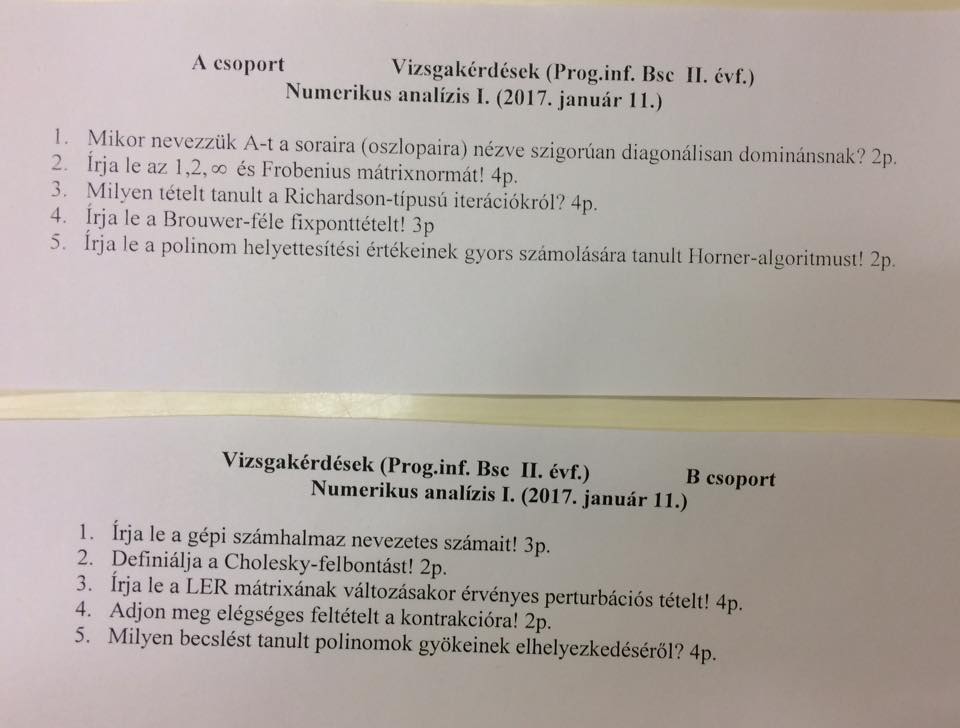 A csoport Vizsgakérdések (Prog.inf. Bsc II. évf.)
Numerikus analízis I. (2017. január 11.)
1. Mikor nevezzük A-t a soraira (oszlopaira) nézve szigorúan diagonálisan dominánsnak? 2p.
2. Írja le az 1,2,∞ és Frobenius mátrixnormát! 4p.
3. Milyen tételt tanult a Richardson-típusú iterációkról? 4p.
4. Írja le a Brouwer-féle fixponttételt! 3p
5. Írja le a polinom helyettesítési értékeinek gyors számolására tanult Horner-algoritmust! 2p.
Vizsgakérdések (Prog.inf. Bsc II. évf.) B csoport
Numerikus analízis I. (2017. január 11.)
1. Írja le a gépi számhalmaz nevezetes számait! 3p.
2. Definiálja a Cholesky-felbontást! 2p.
3. Írja le a LER mátrixának változásakor érvényes perturbációs tételt! 4p.
4. Adjon meg elégséges feltételt a kontrakcióra! 2p.
5. Milyen becslést tanult polinomok gyökeinek elhelyezkedéséről? 4p.